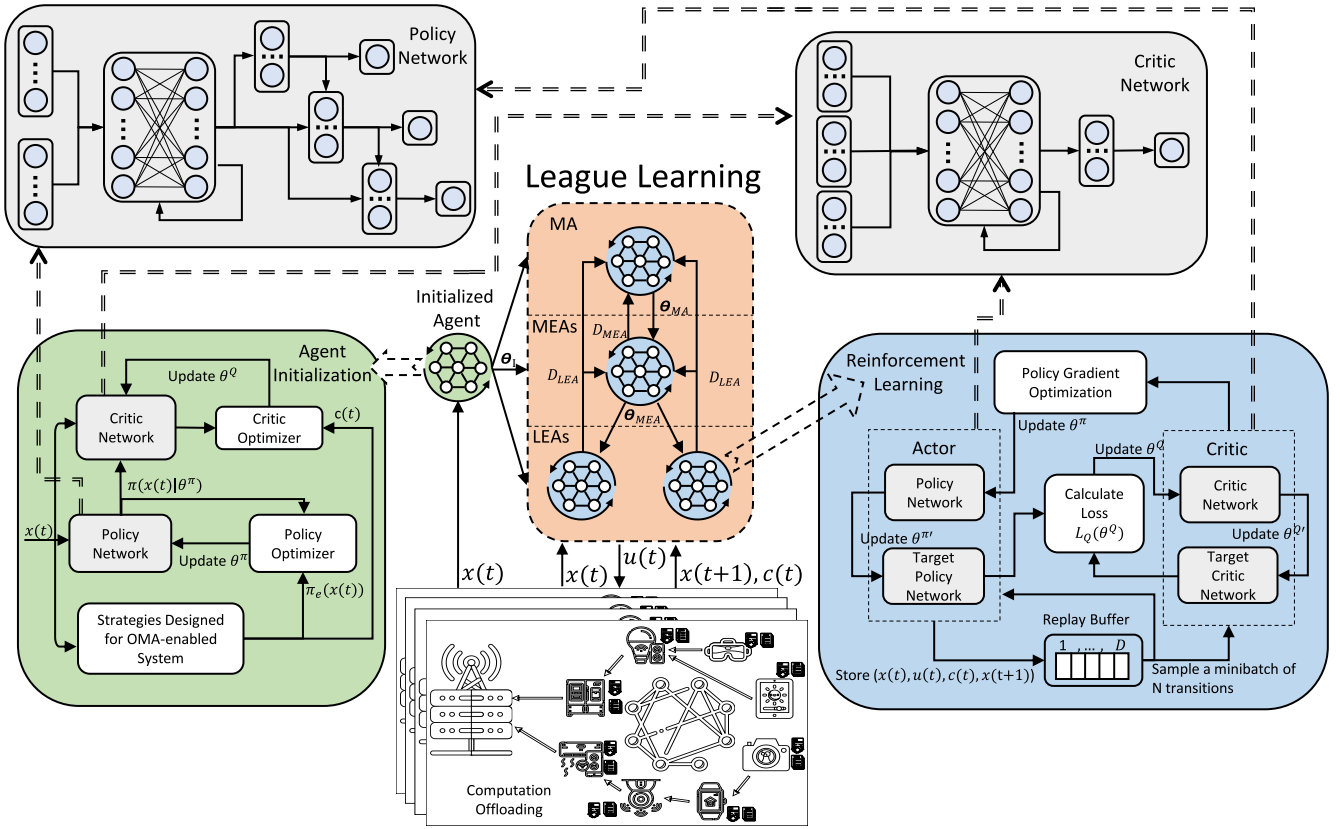 Policy
Network
Critic
Network
League Learning
MA
MEAs
LEAs
θ_MA
D_MEA
D_LEA
D_LEA
θ_MEA
Initialized
Agent
θ_I
Agent
Initialization
Update θ^Q
Critic
Network
Critic
Optimizer
c(t)
π(x(t)|θ^π)
x(t)
Policy
Network
Update θ^π
Policy
Optimizer
π_e(x(t))
Strategies Designed
for OMA-enabled
System
x(t)
x(t)
u(t)
x(t+1), c(t)
Computation
Offloading
Reinforcement
Learning
Policy Gradient
Optimization
Update θ^π
Update θ^Q
Actor
Critic
Policy
Network
Calculate
Loss
L_Q(θ^Q)
Critic
Network
Update θ^π′
Update θ^Q′
Target
Policy
Network
Target
Critic
Network
Replay Buffer
1 ,..., D
Store (x(t), u(t), c(t), x(t+1))
Sample a minibatch of
N transitions